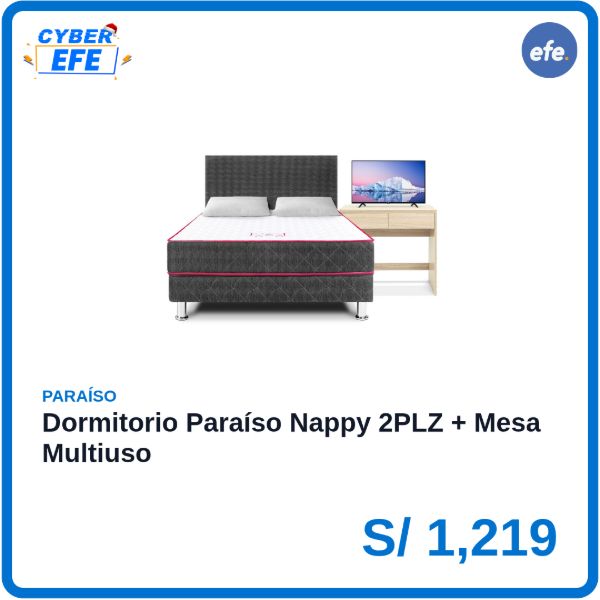 CYBER
EFE
efe.
PARAÍSO
Dormitorio Paraíso Nappy 2PLZ + Mesa
Multiuso
S/ 1,219